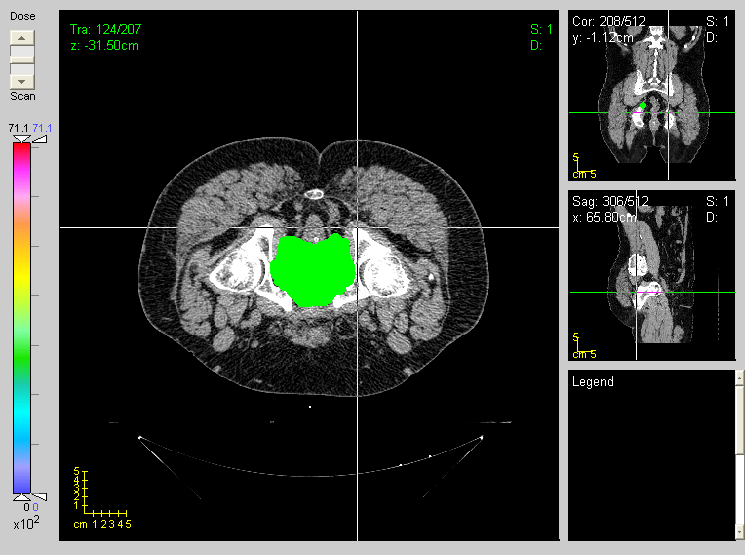 Dose
Scan
71.1 71.1
0 0
x10²
Tra: 124/207
z: -31.50cm
S: 1
D:
5
4
3
2
1
cm 1 2 3 4 5
Cor: 208/512
y: -1.12cm
S: 1
D:
5
cm 5
Sag: 306/512
x: 65.80cm
S: 1
D:
5
cm 5
Legend